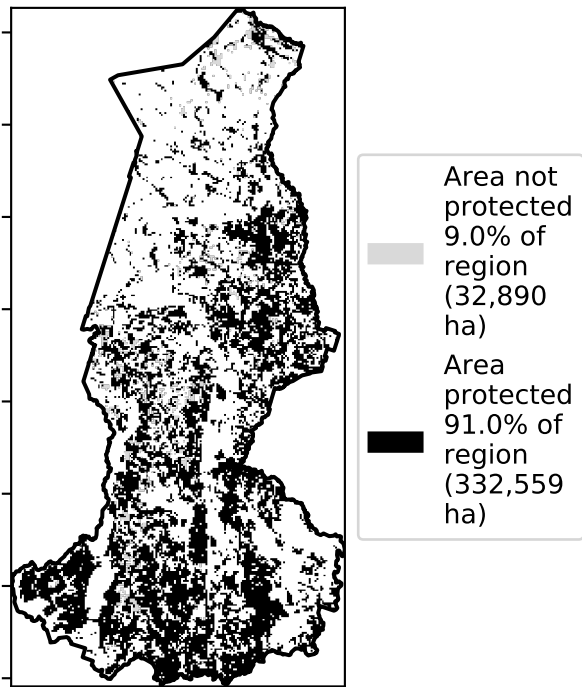 Area not
protected
9.0% of
region
(32,890
ha)
Area
protected
91.0% of
region
(332,559
ha)